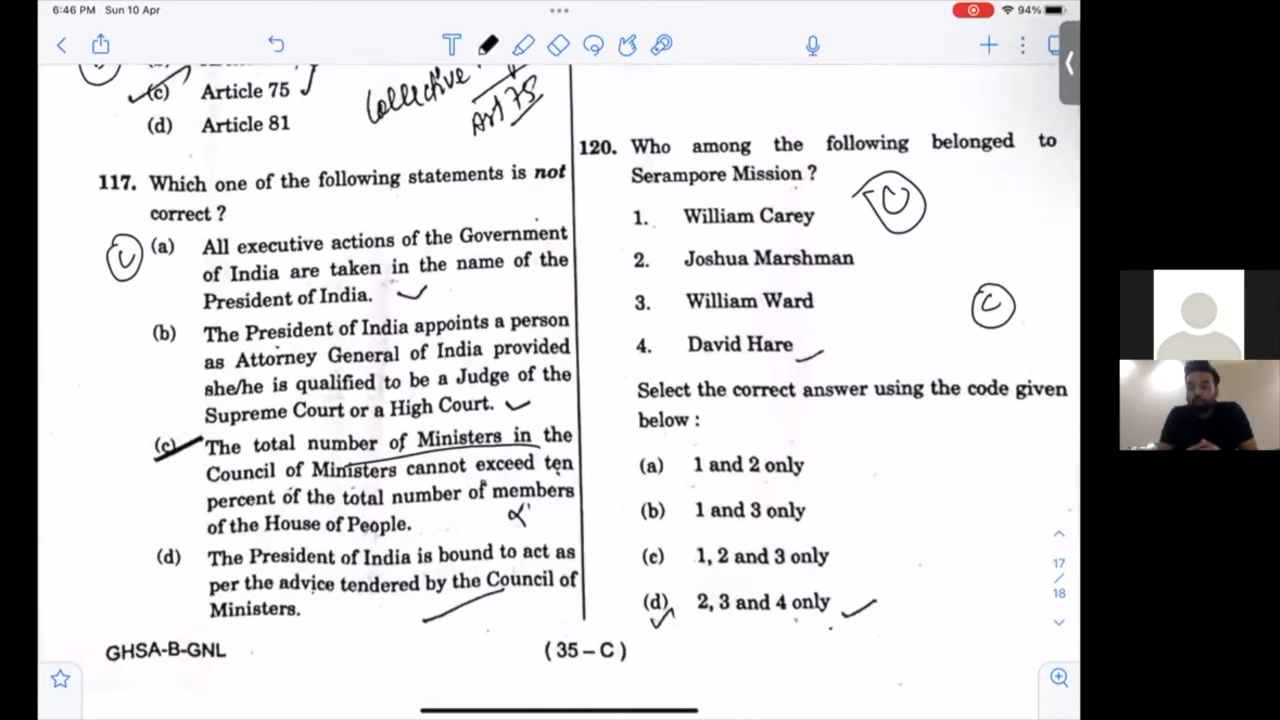 6:46 PM Sun 10 Apr
94%
(c) Article 75
(d) Article 81
Collective
Art 75
117. Which one of the following statements is not
correct ?
(a) All executive actions of the Government
of India are taken in the name of the
President of India.
(b) The President of India appoints a person
as Attorney General of India provided
she/he is qualified to be a Judge of the
Supreme Court or a High Court.
(c) The total number of Ministers in the
Council of Ministers cannot exceed ten
percent of the total number of members
of the House of People.
(d) The President of India is bound to act as
per the advice tendered by the Council of
Ministers.
GHSA-B-GNL
(35 – C)
120. Who among the following belonged to
Serampore Mission ?
1. William Carey
2. Joshua Marshman
3. William Ward
4. David Hare
Select the correct answer using the code given
below :
(a) 1 and 2 only
(b) 1 and 3 only
(c) 1, 2 and 3 only
(d) 2, 3 and 4 only
17
/
18